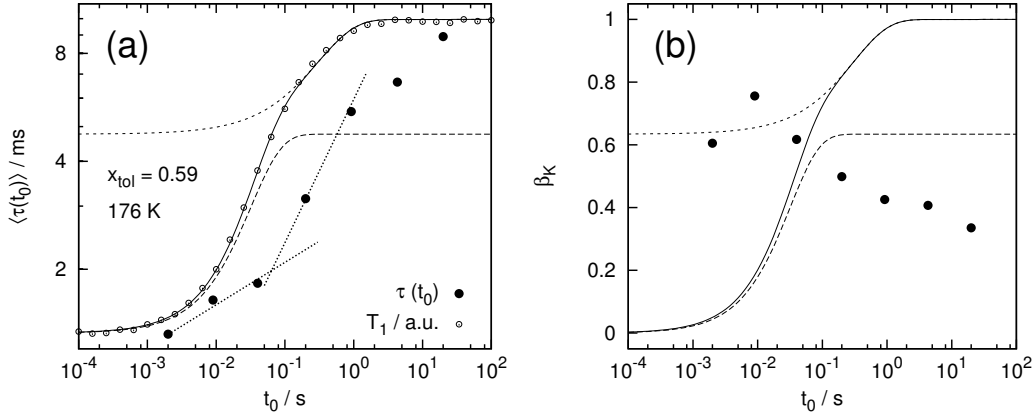 (a)
8
4
2
⟨τ(t₀)⟩ / ms
x_tol = 0.59
176 K
τ (t₀)
T₁ / a.u.
10⁻⁴ 10⁻³ 10⁻² 10⁻¹ 10⁰ 10¹ 10²
t₀ / s
(b)
1
0.8
0.6
0.4
0.2
0
β_K
10⁻⁴ 10⁻³ 10⁻² 10⁻¹ 10⁰ 10¹ 10²
t₀ / s